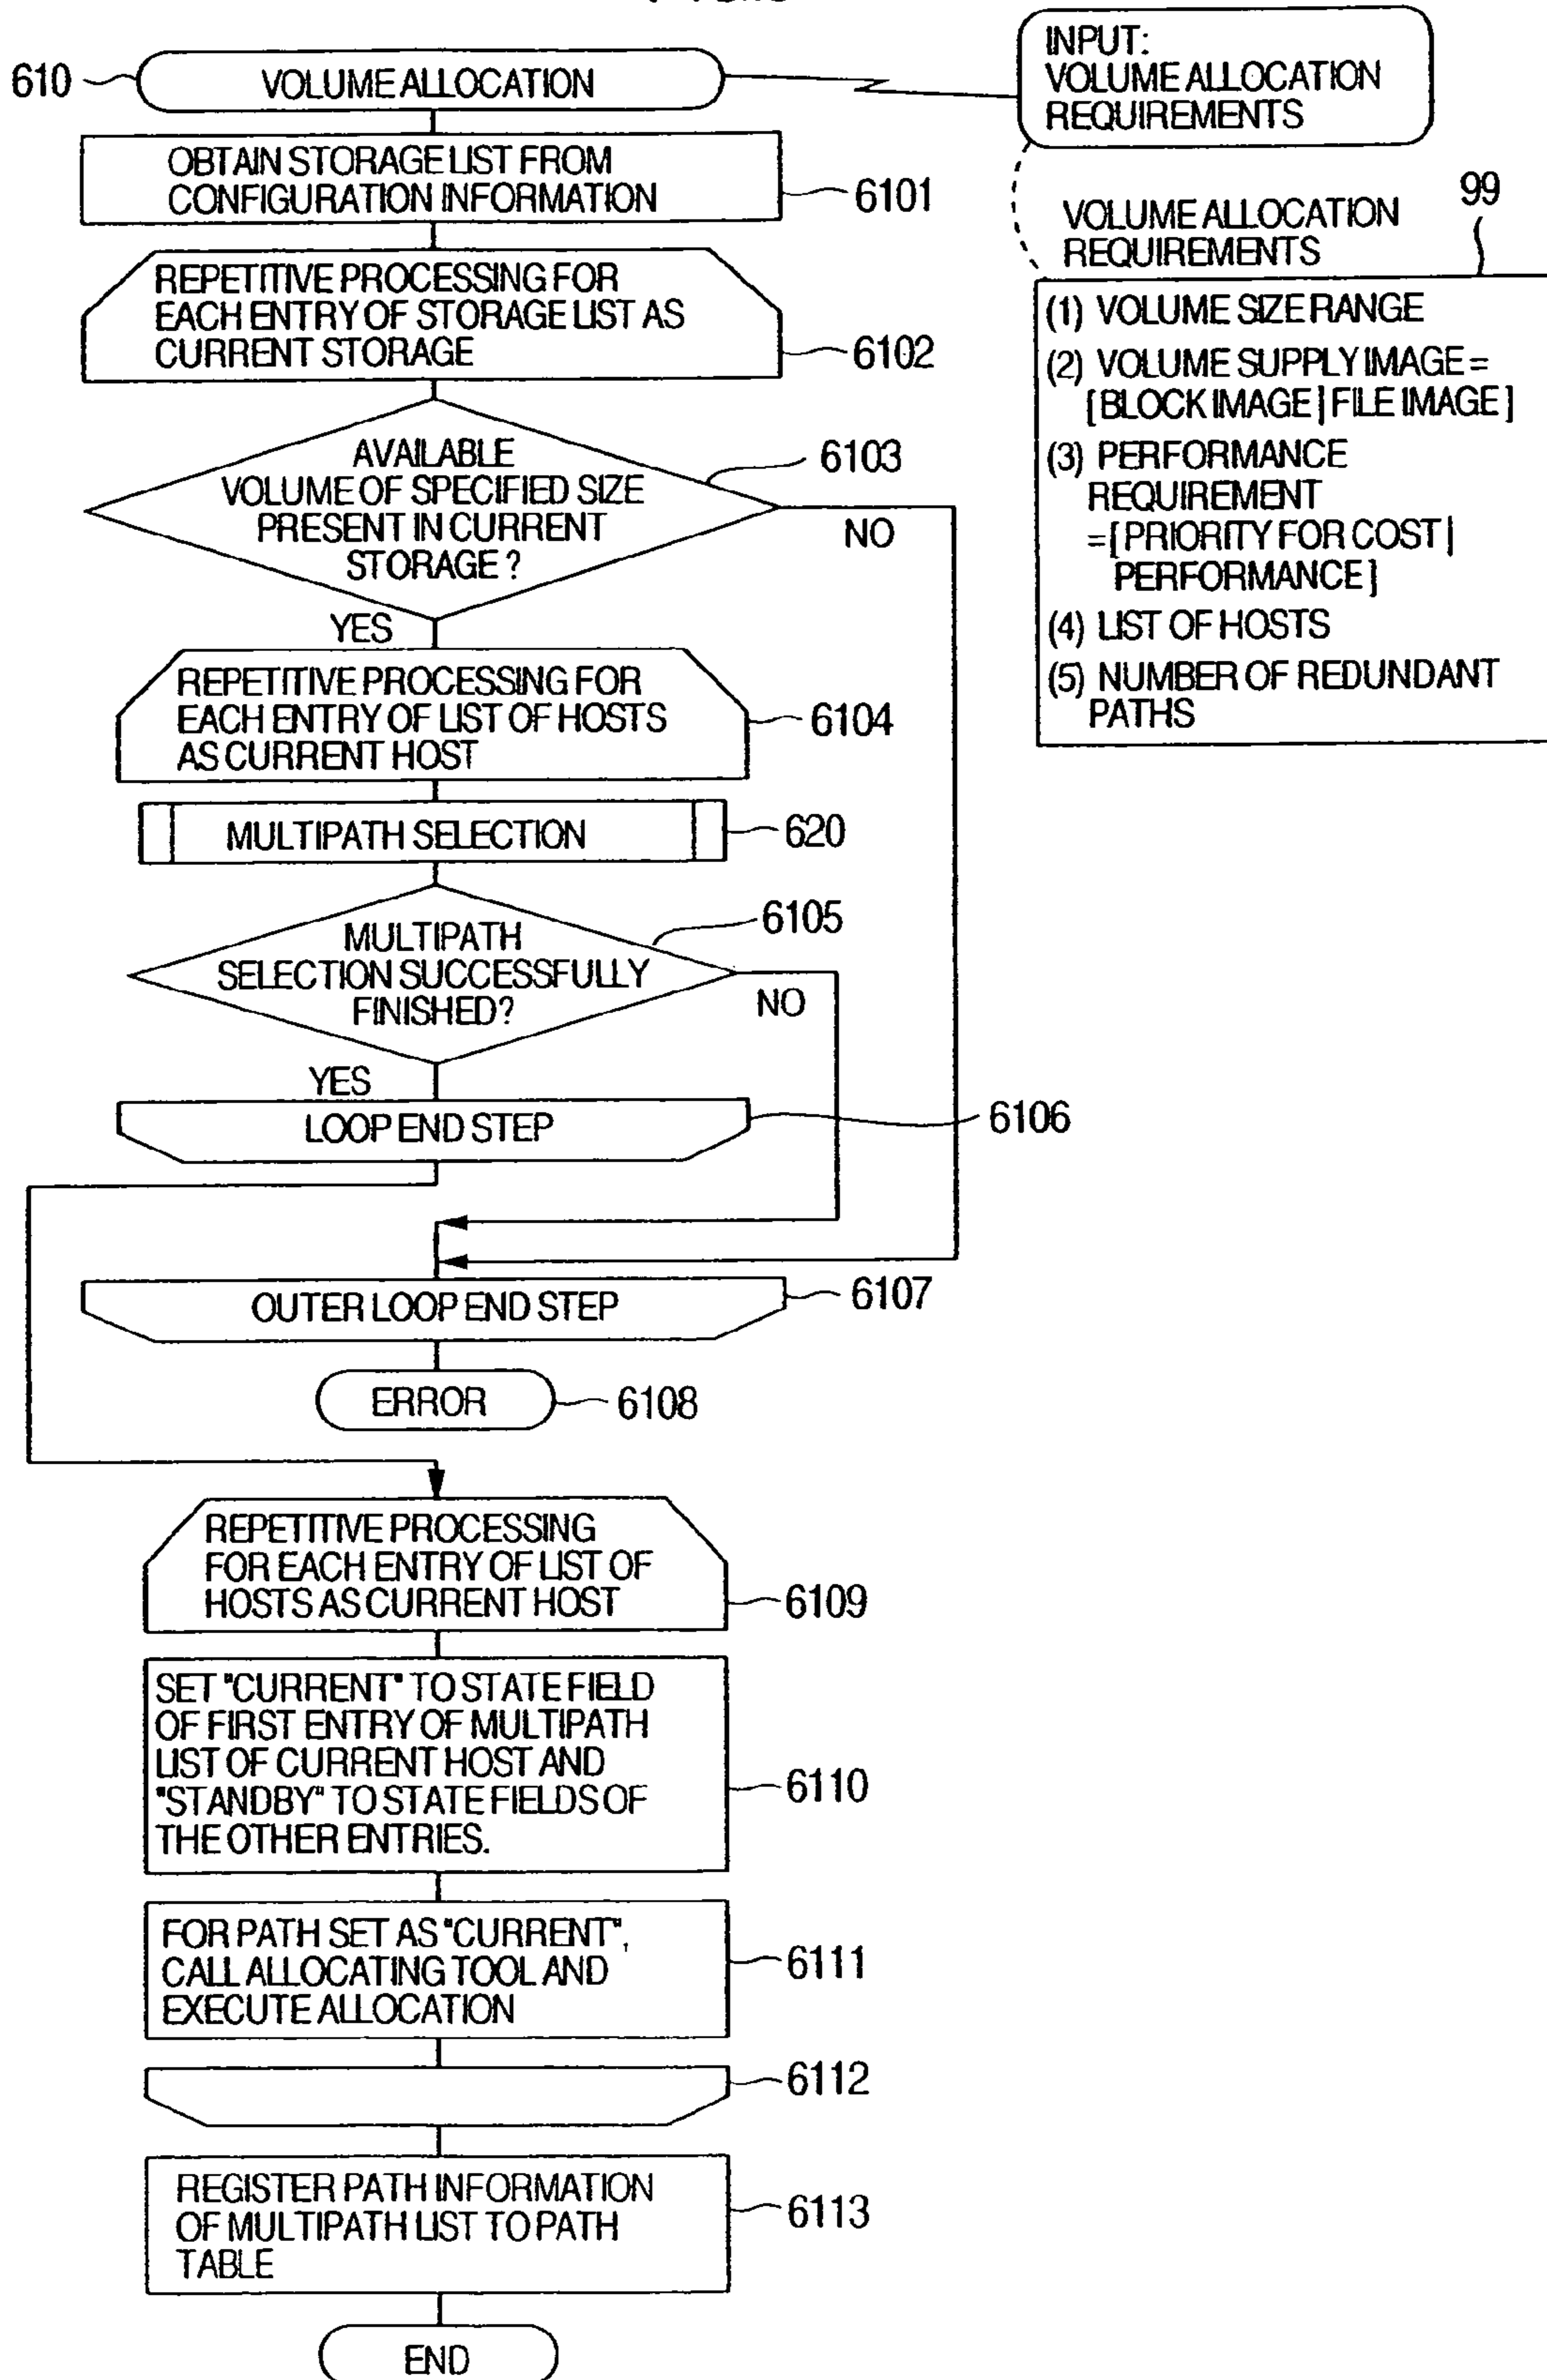 610
VOLUME ALLOCATION
INPUT:
VOLUME ALLOCATION
REQUIREMENTS
OBTAIN STORAGE LIST FROM
CONFIGURATION INFORMATION
6101
VOLUME ALLOCATION
REQUIREMENTS
99
(1) VOLUME SIZE RANGE
(2) VOLUME SUPPLY IMAGE =
[BLOCK IMAGE | FILE IMAGE]
(3) PERFORMANCE
REQUIREMENT
=[PRIORITY FOR COST |
PERFORMANCE]
(4) LIST OF HOSTS
(5) NUMBER OF REDUNDANT
PATHS
REPETITIVE PROCESSING FOR
EACH ENTRY OF STORAGE LIST AS
CURRENT STORAGE
6102
AVAILABLE
VOLUME OF SPECIFIED SIZE
PRESENT IN CURRENT
STORAGE?
6103
NO
YES
REPETITIVE PROCESSING FOR
EACH ENTRY OF LIST OF HOSTS
AS CURRENT HOST
6104
MULTIPATH SELECTION
620
MULTIPATH
SELECTION SUCCESSFULLY
FINISHED?
6105
NO
YES
LOOP END STEP
6106
OUTER LOOP END STEP
6107
ERROR
6108
REPETITIVE PROCESSING
FOR EACH ENTRY OF LIST OF
HOSTS AS CURRENT HOST
6109
SET "CURRENT" TO STATE FIELD
OF FIRST ENTRY OF MULTIPATH
LIST OF CURRENT HOST AND
"STANDBY" TO STATE FIELDS OF
THE OTHER ENTRIES.
6110
FOR PATH SET AS "CURRENT",
CALL ALLOCATING TOOL AND
EXECUTE ALLOCATION
6111
6112
REGISTER PATH INFORMATION
OF MULTIPATH LIST TO PATH
TABLE
6113
END